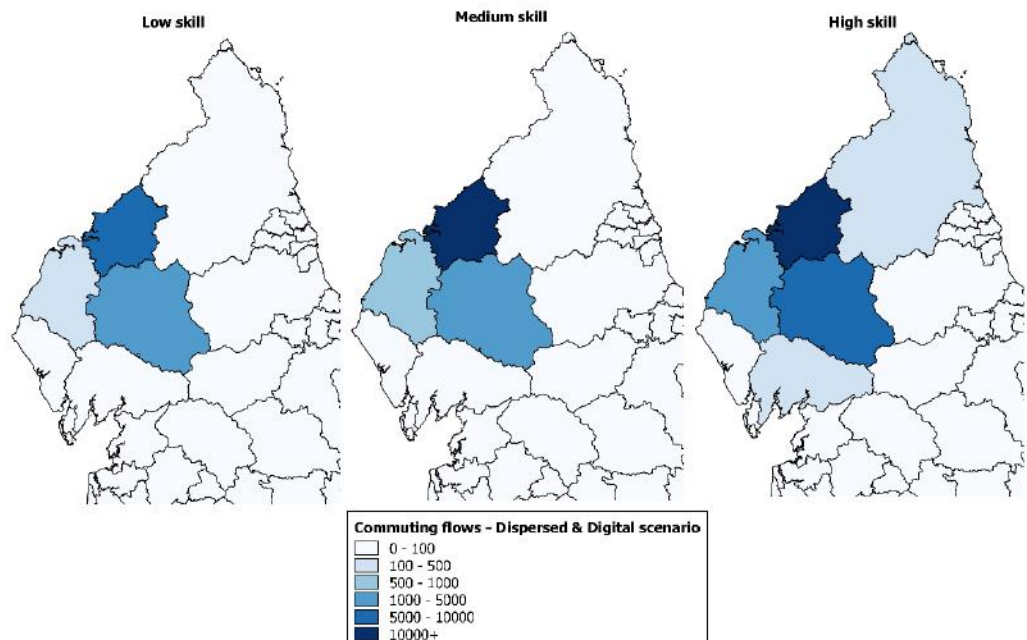 Low skill
Medium skill
High skill
Commuting flows - Dispersed & Digital scenario
0 - 100
100 - 500
500 - 1000
1000 - 5000
5000 - 10000
10000+